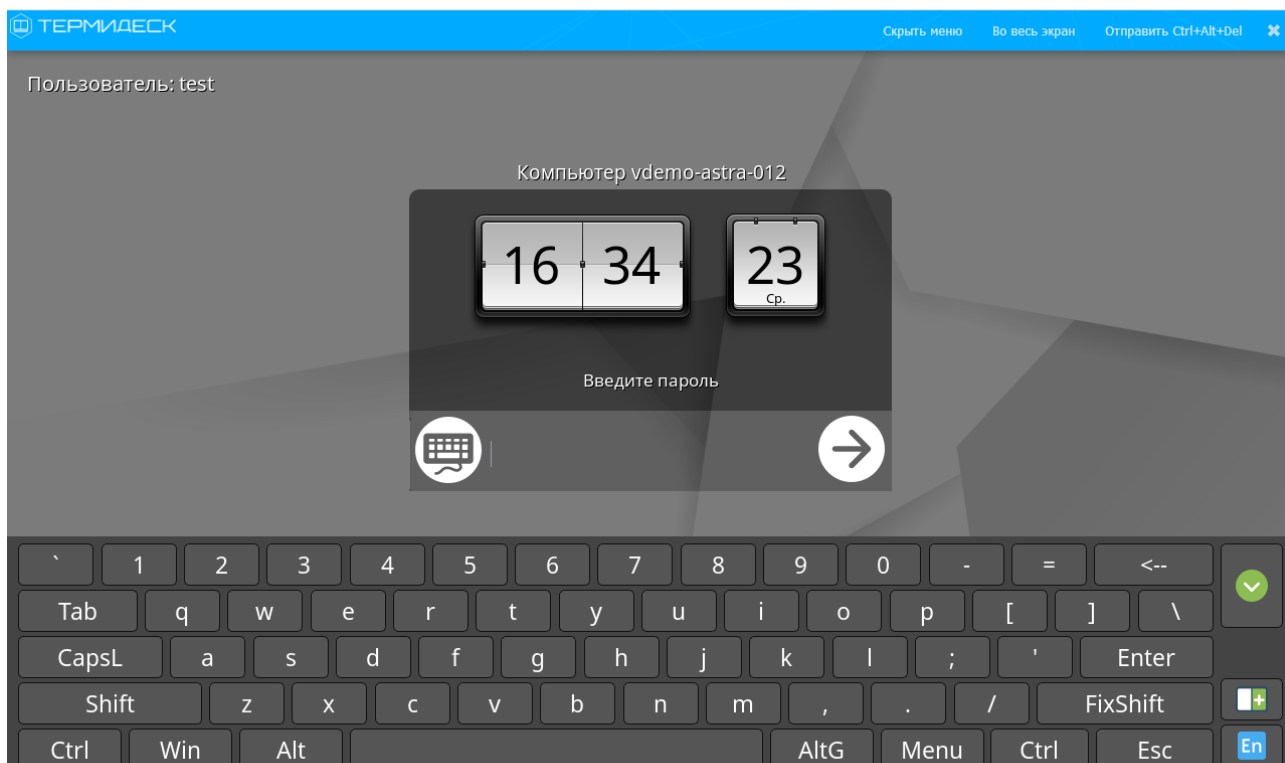 ТЕРМИДЕСК
Скрыть меню Во весь экран Отправить Ctrl+Alt+Del
Пользователь: test
Компьютер vdemo-astra-012
16 34 23
Ср.
Введите пароль
` 1 2 3 4 5 6 7 8 9 0 - = <--
Tab q w e r t y u i o p [ ] \
CapsL a s d f g h j k l ; ' Enter
Shift z x c v b n m , . / FixShift
Ctrl Win Alt AltG Menu Ctrl Esc En